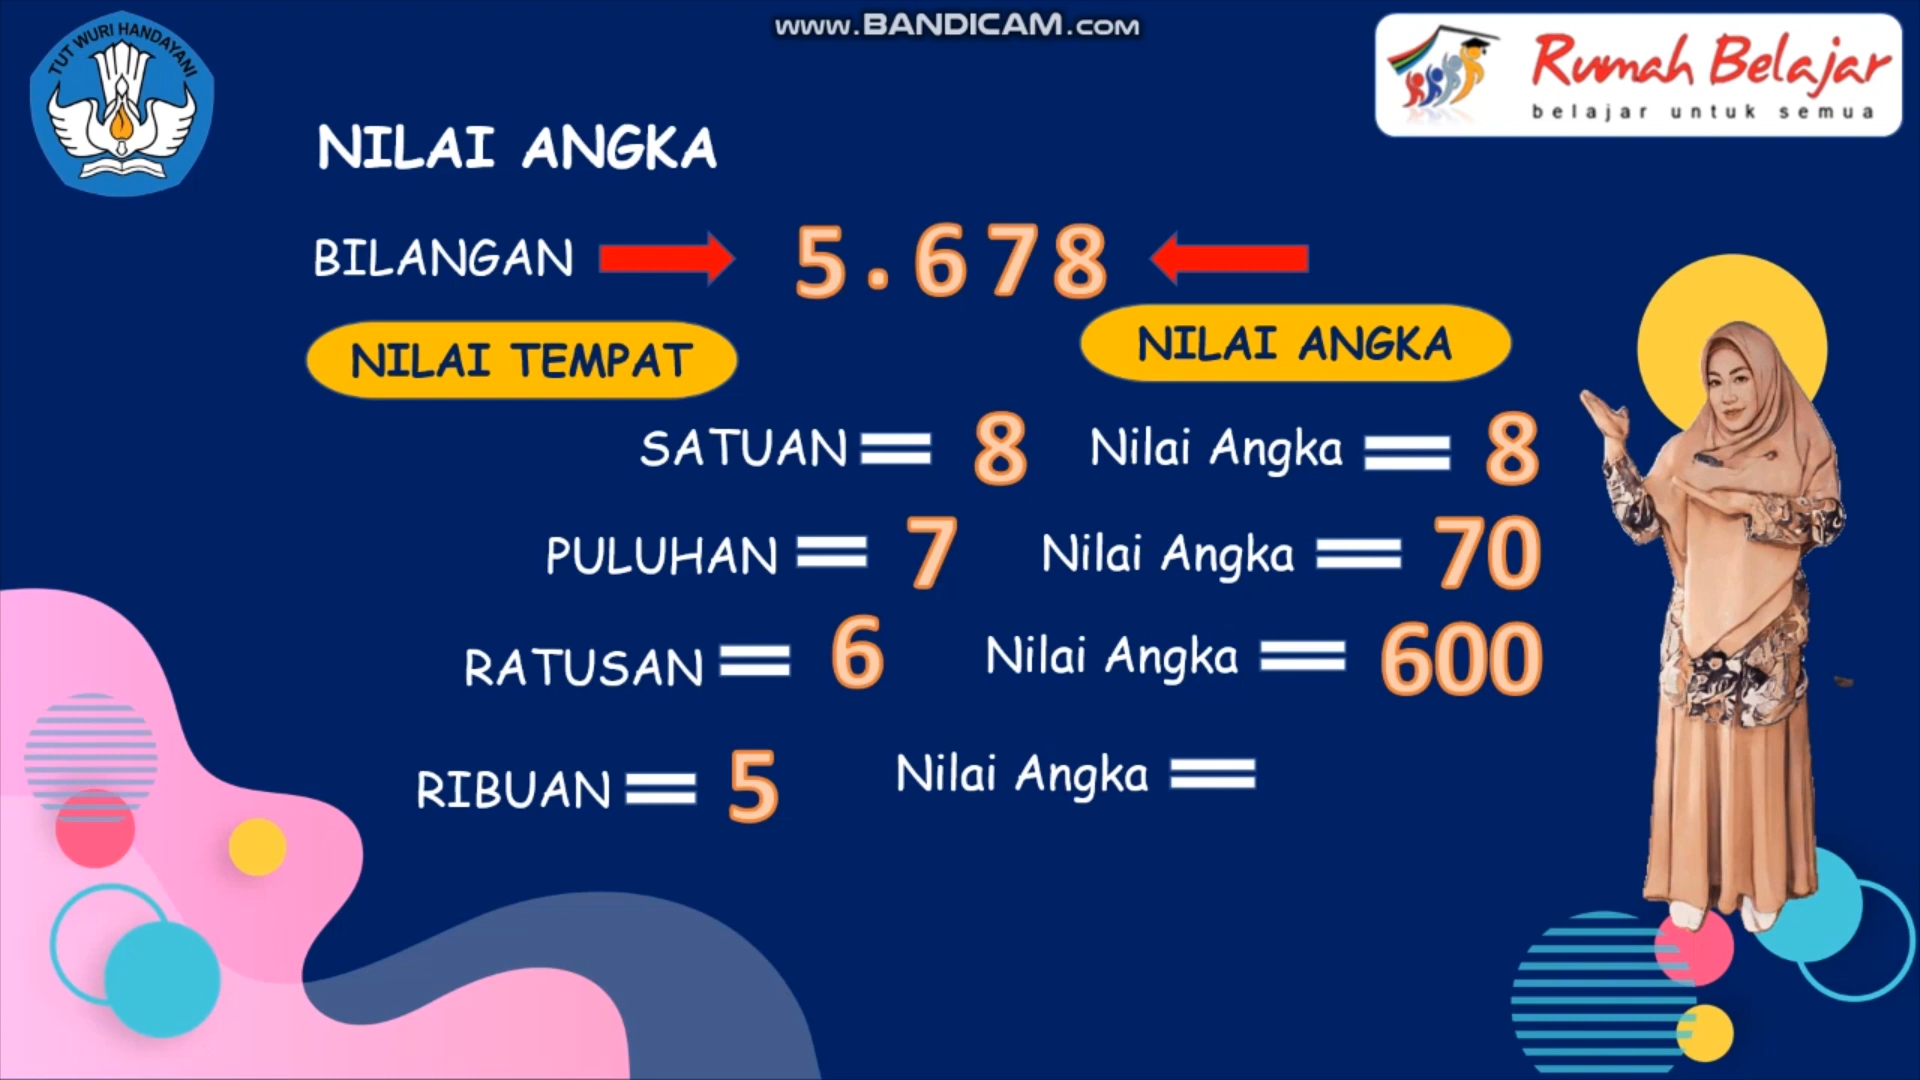 www.BANDICAM.com
TUT WURI HANDAYANI
Rumah Belajar
belajar untuk semua
NILAI ANGKA
BILANGAN 5.678
NILAI TEMPAT NILAI ANGKA
SATUAN = 8 Nilai Angka = 8
PULUHAN = 7 Nilai Angka = 70
RATUSAN = 6 Nilai Angka = 600
RIBUAN = 5 Nilai Angka =